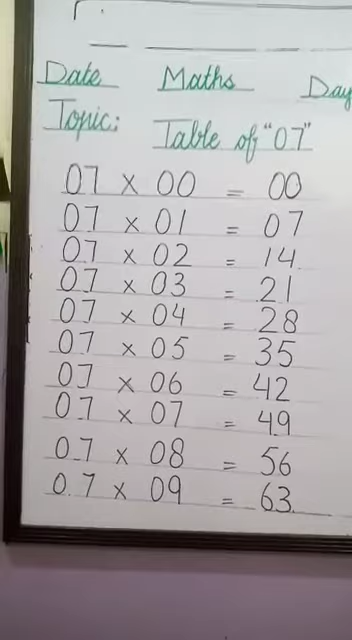 Date Maths Day
Topic: Table of "07"
07 x 00 = 00
07 x 01 = 07
07 x 02 = 14
07 x 03 = 21
07 x 04 = 28
07 x 05 = 35
07 x 06 = 42
07 x 07 = 49
07 x 08 = 56
07 x 09 = 63